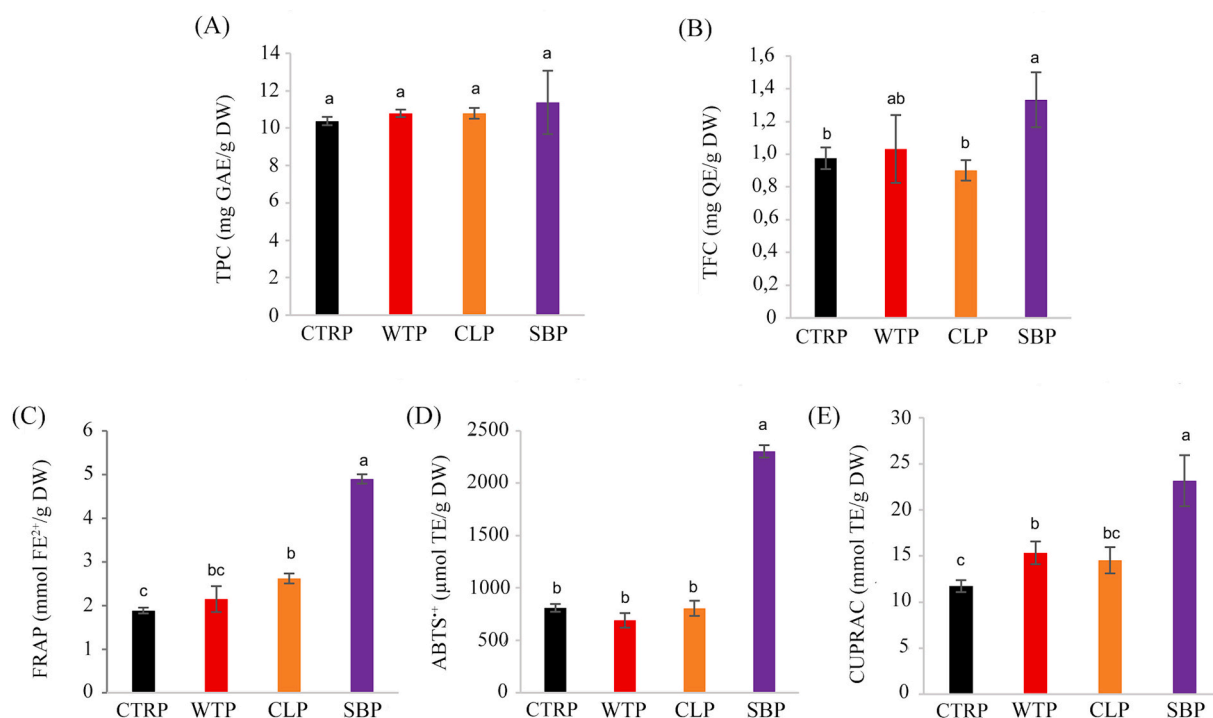 (A)
TPC (mg GAE/g DW)
14
12
10
8
6
4
2
0
a
a
a
a
CTRP WTP CLP SBP
(B)
TFC (mg QE/g DW)
1,6
1,4
1,2
1,0
0,8
0,6
0,4
0,2
0
b
ab
b
a
CTRP WTP CLP SBP
(C)
FRAP (mmol FE²⁺/g DW)
6
5
4
3
2
1
0
c
bc
b
a
CTRP WTP CLP SBP
(D)
ABTS•⁺ (µmol TE/g DW)
2500
2000
1500
1000
500
0
b
b
b
a
CTRP WTP CLP SBP
(E)
CUPRAC (mmol TE/g DW)
30
25
20
15
10
5
0
c
b
bc
a
CTRP WTP CLP SBP